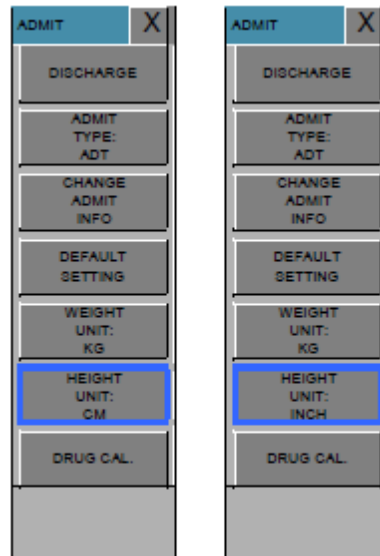 ADMIT X
DISCHARGE
ADMIT
TYPE:
ADT
CHANGE
ADMIT
INFO
DEFAULT
SETTING
WEIGHT
UNIT:
KG
HEIGHT
UNIT:
CM
DRUG CAL.
ADMIT X
DISCHARGE
ADMIT
TYPE:
ADT
CHANGE
ADMIT
INFO
DEFAULT
SETTING
WEIGHT
UNIT:
KG
HEIGHT
UNIT:
INCH
DRUG CAL.